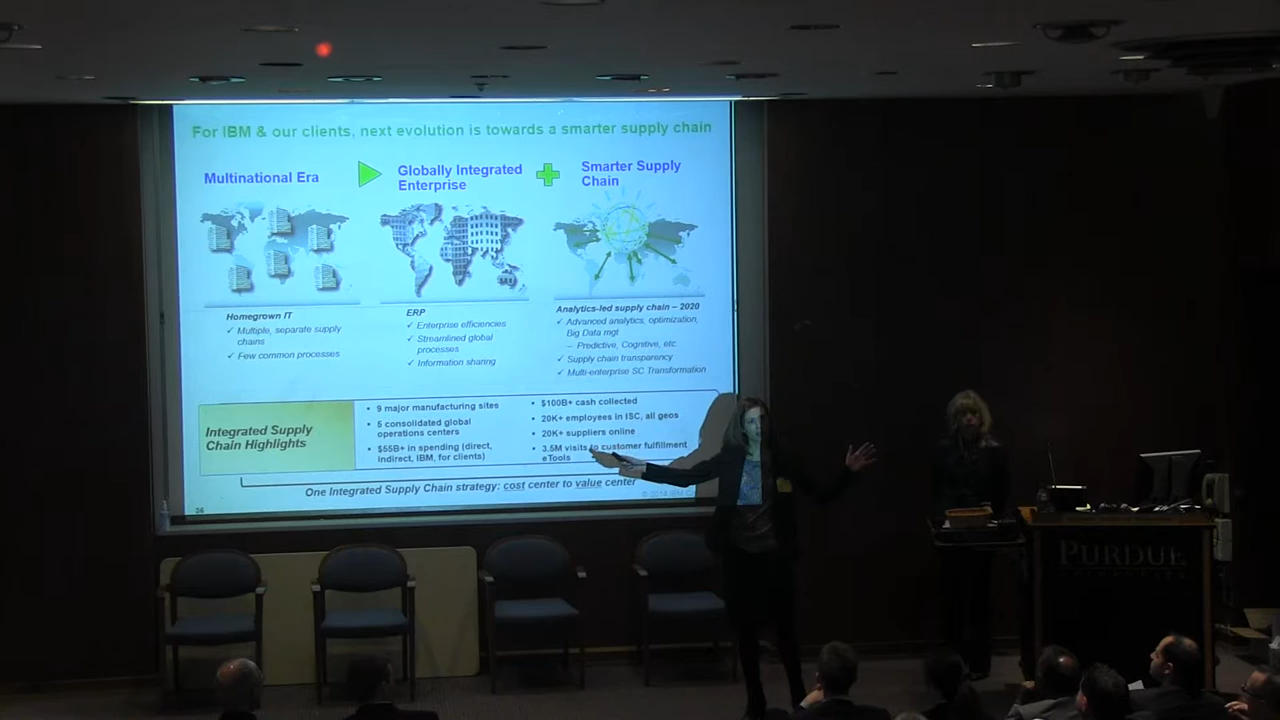 For IBM & our clients, next evolution is towards a smarter supply chain
Multinational Era
Globally Integrated
Enterprise
Smarter Supply
Chain
Homegrown IT
✓ Multiple, separate supply
chains
✓ Few common processes
ERP
✓ Enterprise efficiencies
✓ Streamlined global
processes
✓ Information sharing
Analytics-led supply chain – 2020
✓ Advanced analytics, optimization,
Big Data mgt
– Predictive, Cognitive, etc.
✓ Supply chain transparency
✓ Multi-enterprise SC Transformation
Integrated Supply
Chain Highlights
• 9 major manufacturing sites
• 5 consolidated global
operations centers
• $55B+ in spending (direct,
indirect, IBM, for clients)
• $100B+ cash collected
• 20K+ employees in ISC, all geos
• 20K+ suppliers online
• 3.5M visits to customer fulfillment
eTools
One Integrated Supply Chain strategy: cost center to value center
36
© 2014 IBM
PURDUE